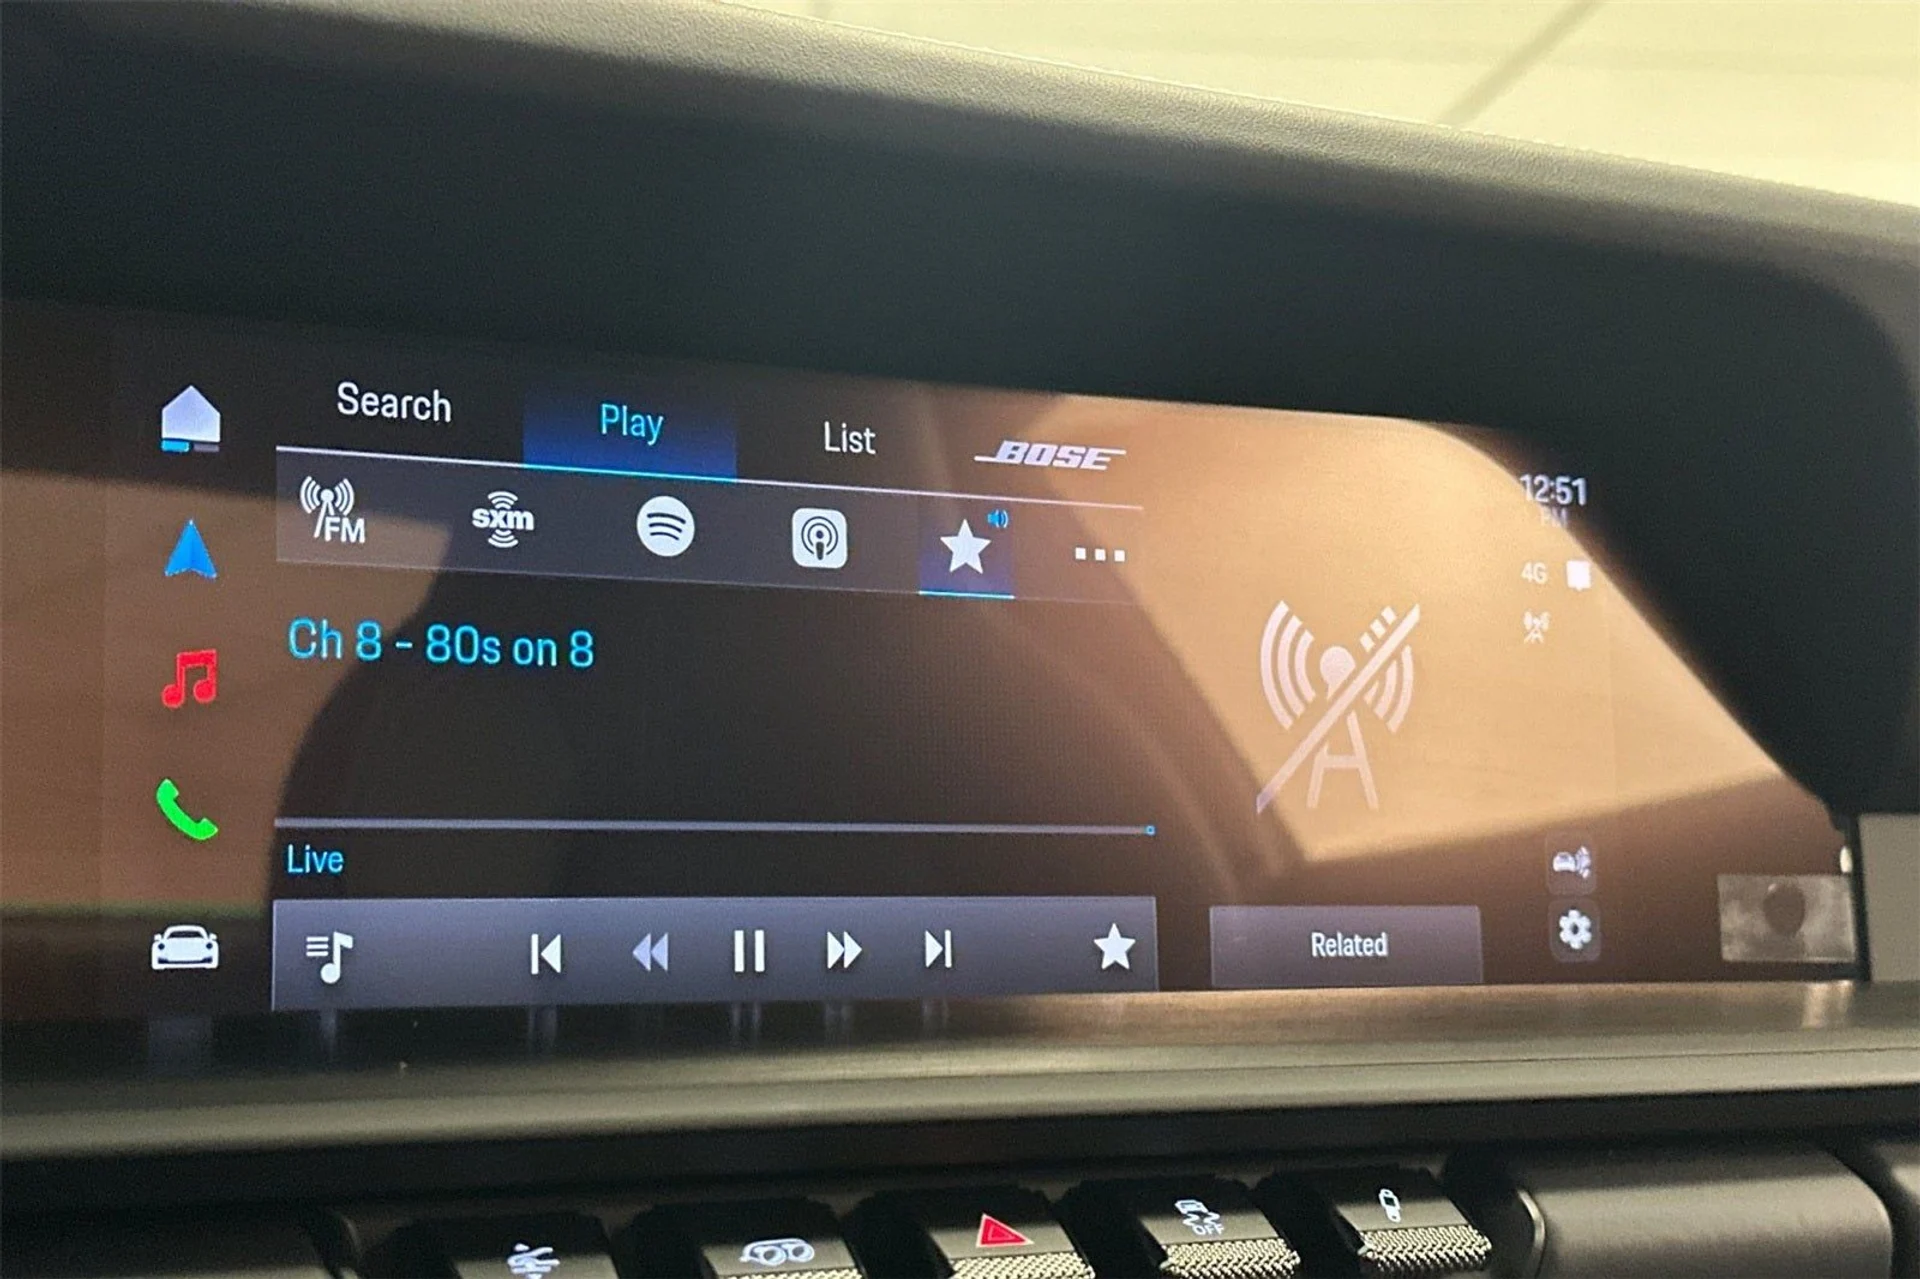 Search
Play
List
BOSE
FM
sxm
12:51
PM
4G
Ch 8 - 80s on 8
Live
Related
OFF